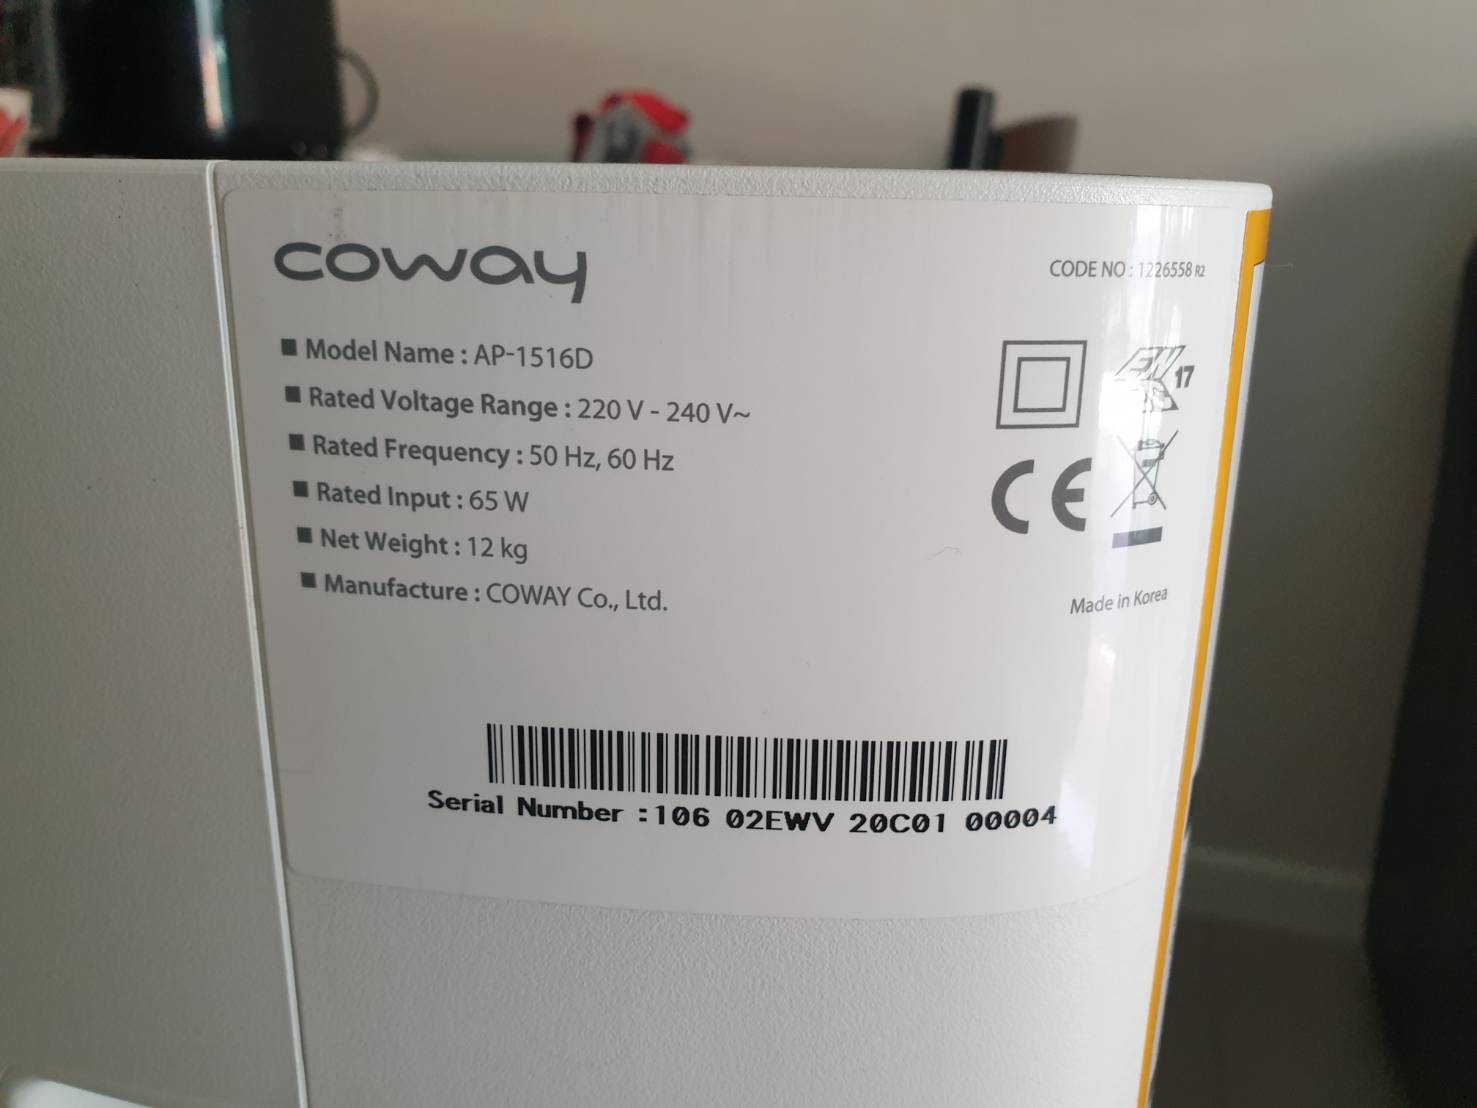 coway
CODE NO : 1226558 R2
■ Model Name : AP-1516D
■ Rated Voltage Range : 220 V - 240 V~
■ Rated Frequency : 50 Hz, 60 Hz
■ Rated Input : 65 W
■ Net Weight : 12 kg
■ Manufacture : COWAY Co., Ltd.
17
CE
Made in Korea
Serial Number :106 02EWV 20C01 00004